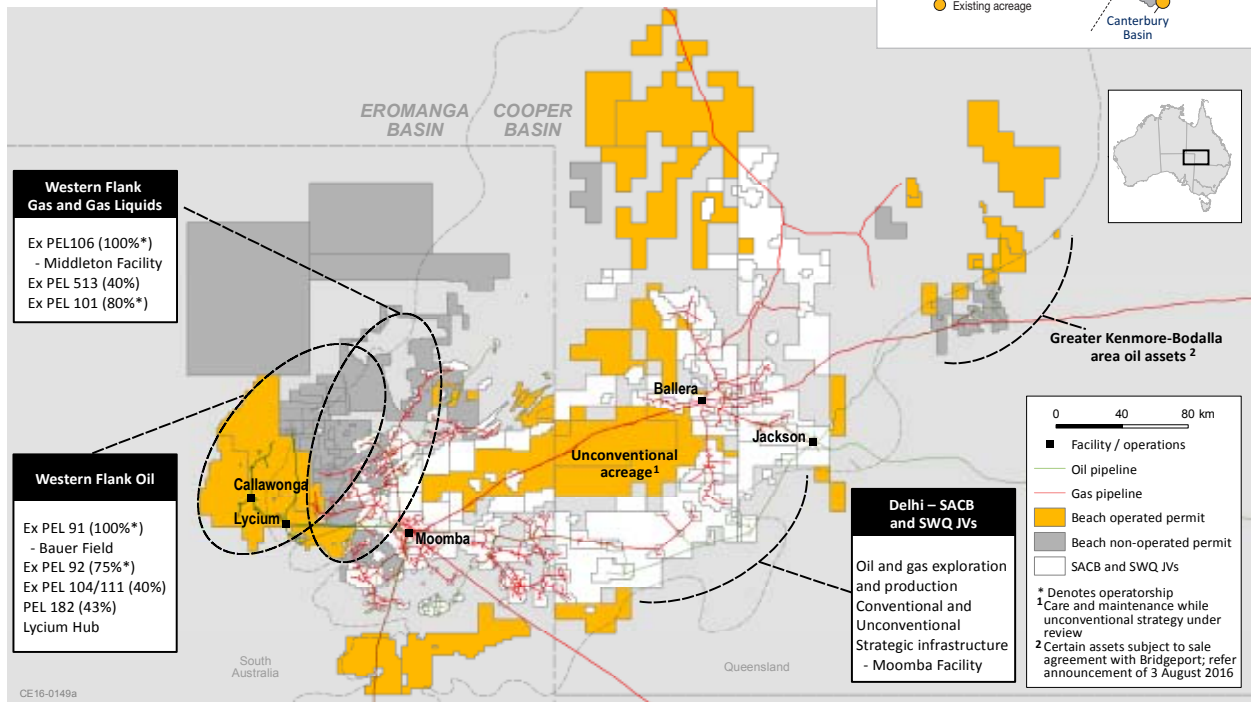 Existing acreage
Canterbury
Basin
EROMANGA
BASIN
COOPER
BASIN
Western Flank
Gas and Gas Liquids
Ex PEL106 (100%*)
- Middleton Facility
Ex PEL 513 (40%)
Ex PEL 101 (80%*)
Greater Kenmore-Bodalla
area oil assets 2
Ballera
Jackson
Unconventional
acreage1
Callawonga
Lycium
Moomba
Western Flank Oil
Ex PEL 91 (100%*)
- Bauer Field
Ex PEL 92 (75%*)
Ex PEL 104/111 (40%)
PEL 182 (43%)
Lycium Hub
Delhi – SACB
and SWQ JVs
Oil and gas exploration
and production
Conventional and
Unconventional
Strategic infrastructure
- Moomba Facility
0 40 80 km
Facility / operations
Oil pipeline
Gas pipeline
Beach operated permit
Beach non-operated permit
SACB and SWQ JVs
* Denotes operatorship
1 Care and maintenance while
unconventional strategy under
review
2 Certain assets subject to sale
agreement with Bridgeport; refer
announcement of 3 August 2016
South
Australia
Queensland
CE16-0149a